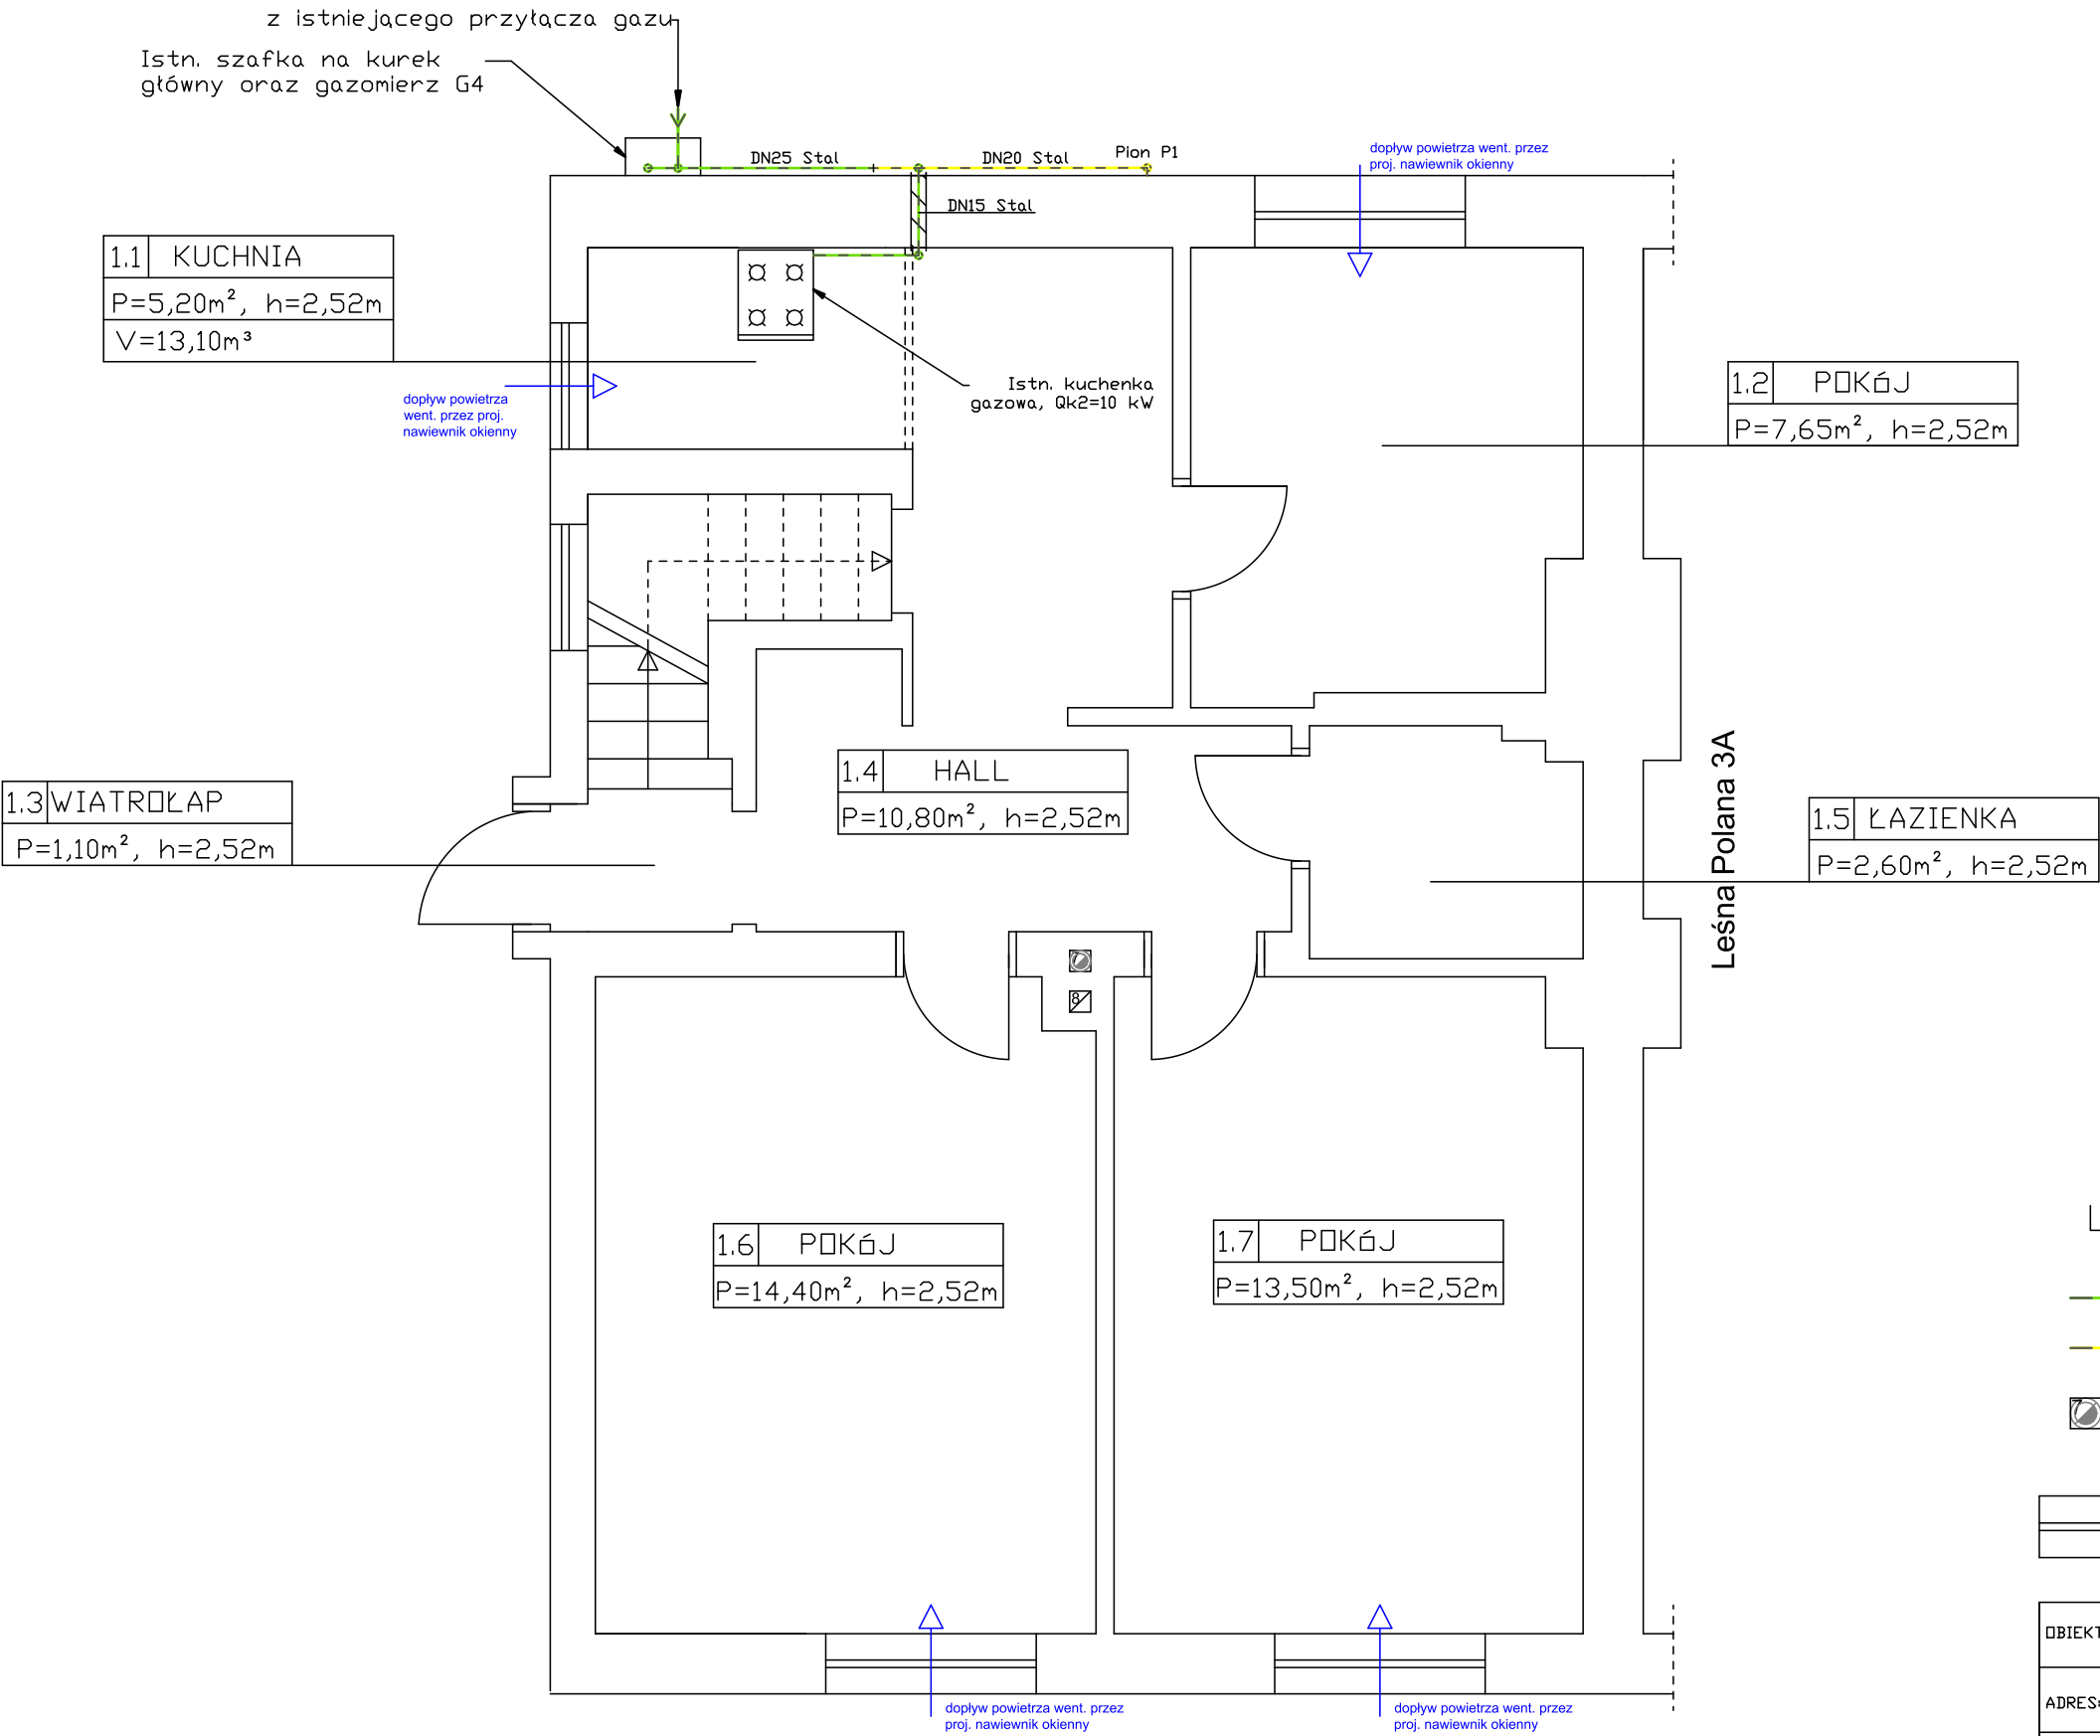 z istniejącego przyłącza gazu
Istn. szafka na kurek
główny oraz gazomierz G4
DN25 Stal
DN20 Stal
Pion P1
dopływ powietrza went. przez
proj. nawiewnik okienny
DN15 Stal
1.1 KUCHNIA
P=5,20m², h=2,52m
V=13,10m³
dopływ powietrza
went. przez proj.
nawiewnik okienny
Istn. kuchenka
gazowa, Qk2=10 kW
1.2 POKóJ
P=7,65m², h=2,52m
1.3 WIATROŁAP
P=1,10m², h=2,52m
1.4 HALL
P=10,80m², h=2,52m
1.5 ŁAZIENKA
P=2,60m², h=2,52m
Leśna Polana 3A
7
8
1.6 POKóJ
P=14,40m², h=2,52m
1.7 POKóJ
P=13,50m², h=2,52m
7
dopływ powietrza went. przez
proj. nawiewnik okienny
dopływ powietrza went. przez
proj. nawiewnik okienny
OBIEKT
ADRES: